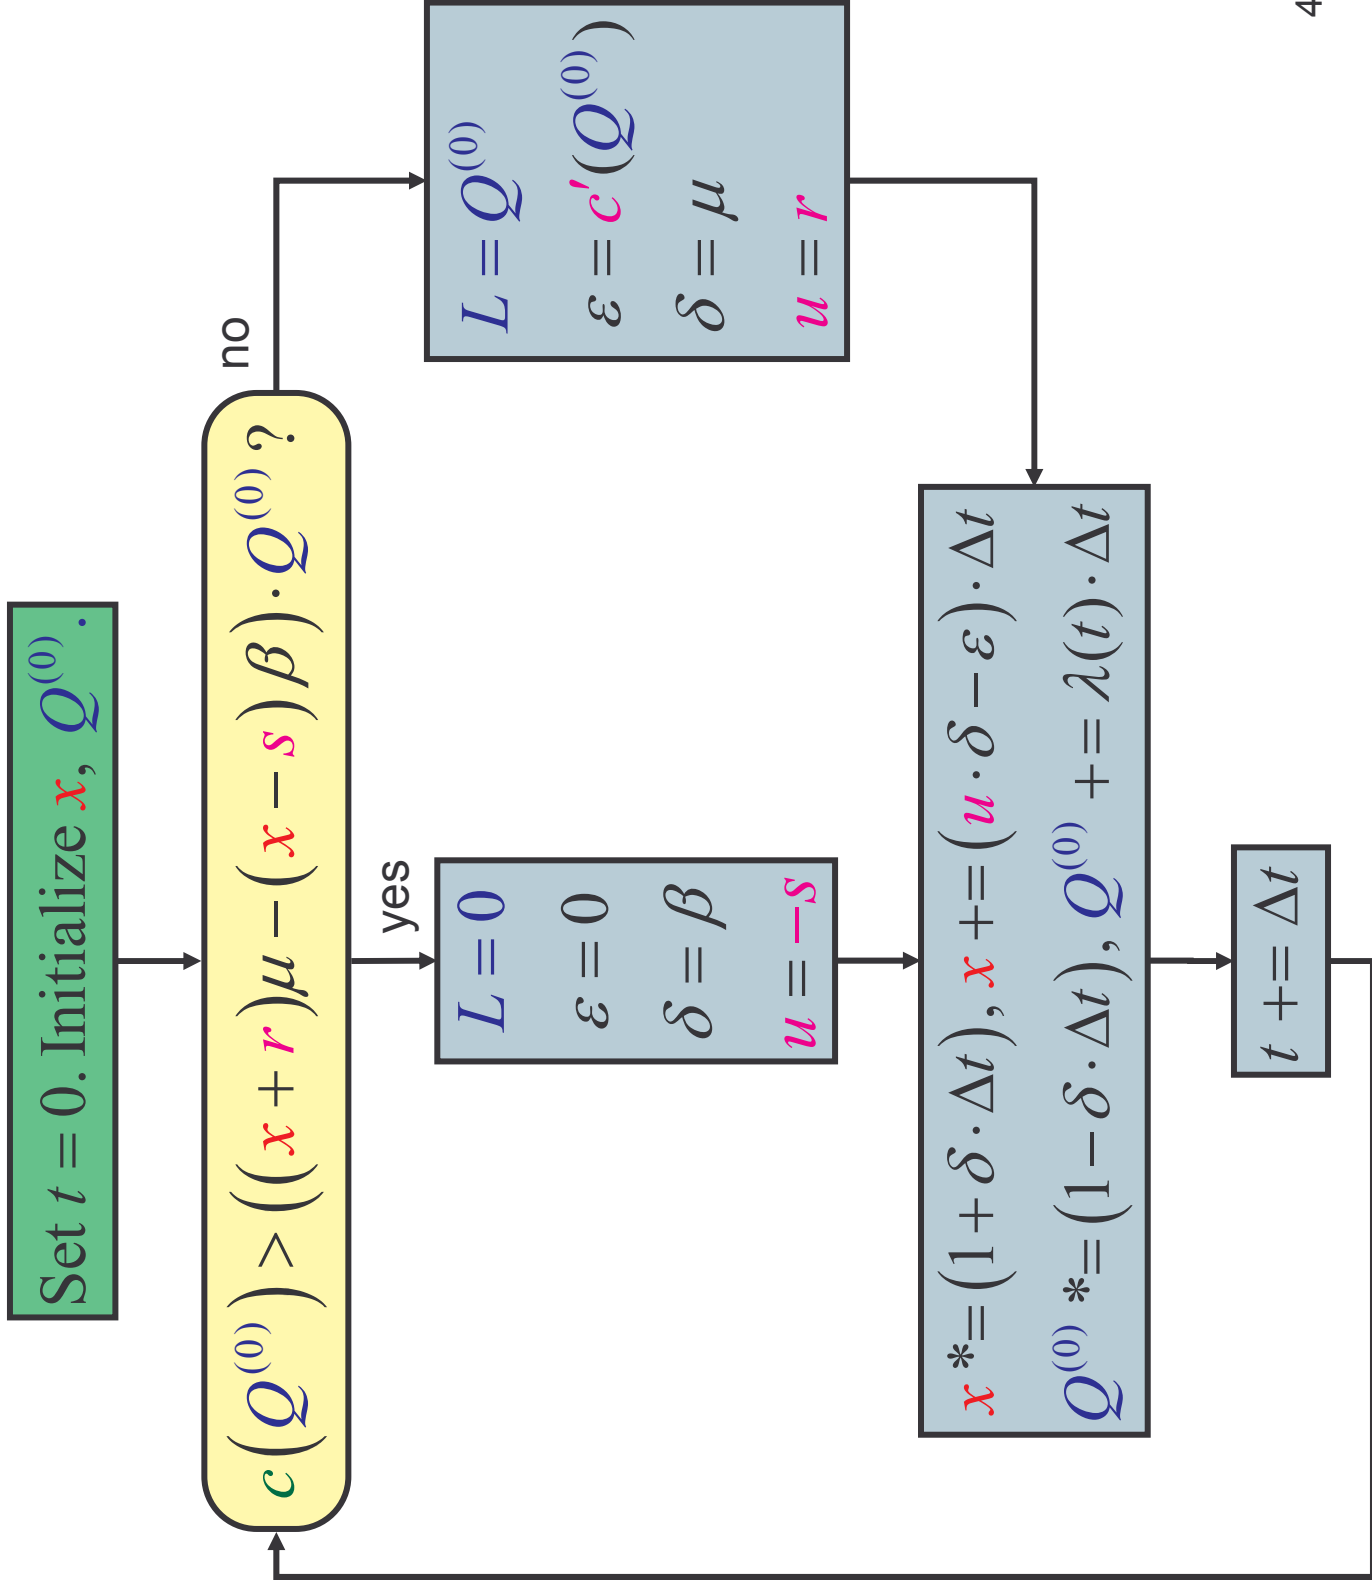 Set t = 0. Initialize x, Q⁽⁰⁾.
c(Q⁽⁰⁾) > ((x + r)μ − (x − s)β)·Q⁽⁰⁾ ?
no
yes
L = Q⁽⁰⁾
ε = c'(Q⁽⁰⁾)
δ = μ
u = r
L = 0
ε = 0
δ = β
u = −s
x *= (1 + δ·Δt), x += (u·δ − ε)·Δt
Q⁽⁰⁾ *= (1 − δ·Δt), Q⁽⁰⁾ += λ(t)·Δt
t += Δt
4